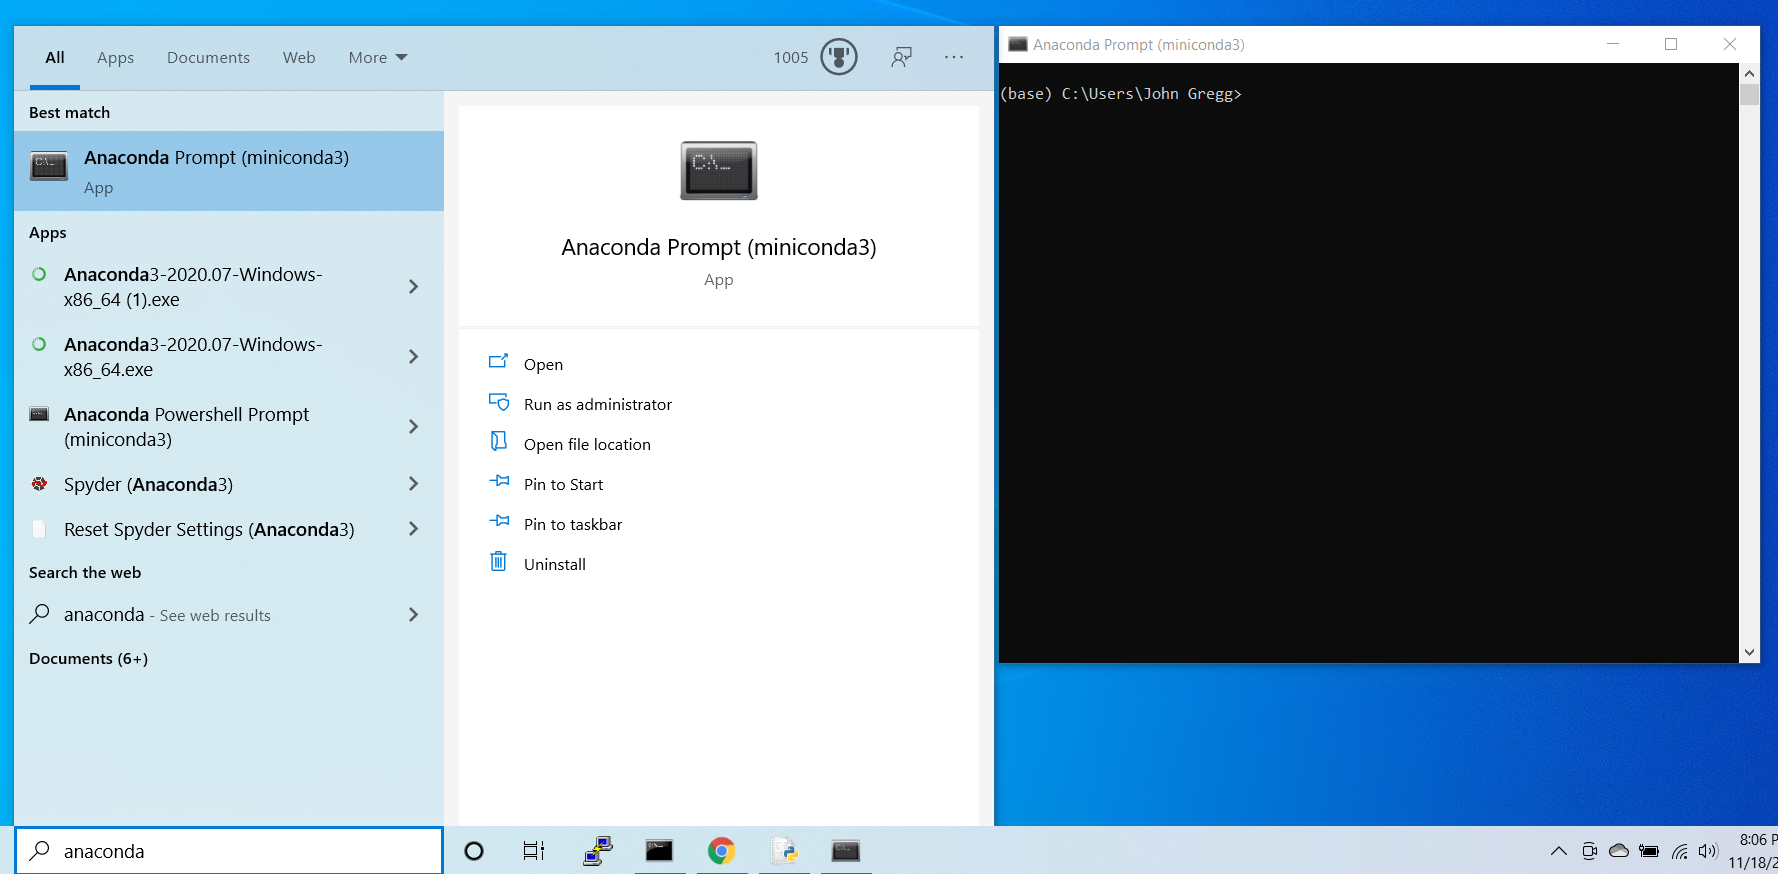 All Apps Documents Web More 1005
Best match
Anaconda Prompt (miniconda3)
App
Apps
Anaconda3-2020.07-Windows-
x86_64 (1).exe
Anaconda3-2020.07-Windows-
x86_64.exe
Anaconda Powershell Prompt
(miniconda3)
Spyder (Anaconda3)
Reset Spyder Settings (Anaconda3)
Search the web
anaconda - See web results
Documents (6+)
anaconda
C:\_
Anaconda Prompt (miniconda3)
App
Open
Run as administrator
Open file location
Pin to Start
Pin to taskbar
Uninstall
Anaconda Prompt (miniconda3)
(base) C:\Users\John Gregg>
8:06 P
11/18/2